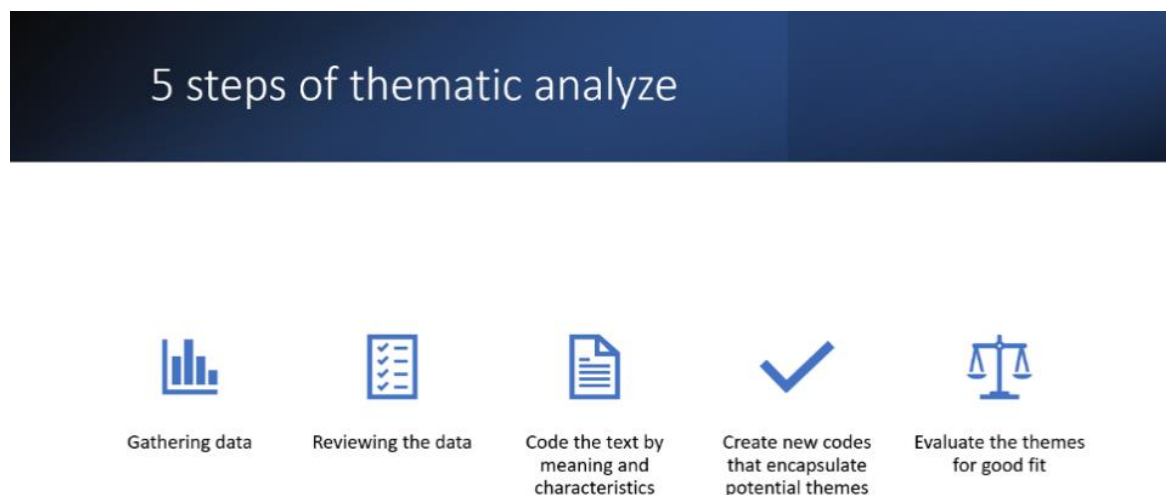 5 steps of thematic analyze
Gathering data
Reviewing the data
Code the text by
meaning and
characteristics
Create new codes
that encapsulate
potential themes
Evaluate the themes
for good fit